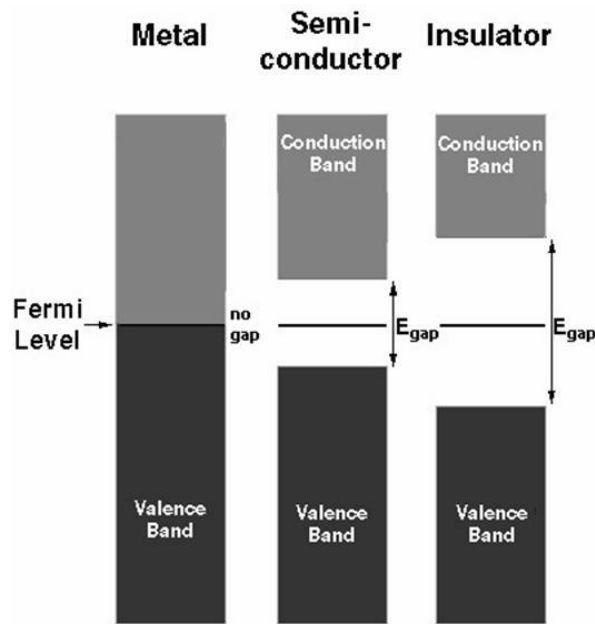 Metal
Semi-
conductor
Insulator
Conduction
Band
Conduction
Band
Fermi
Level
no
gap
Egap
Egap
Valence
Band
Valence
Band
Valence
Band